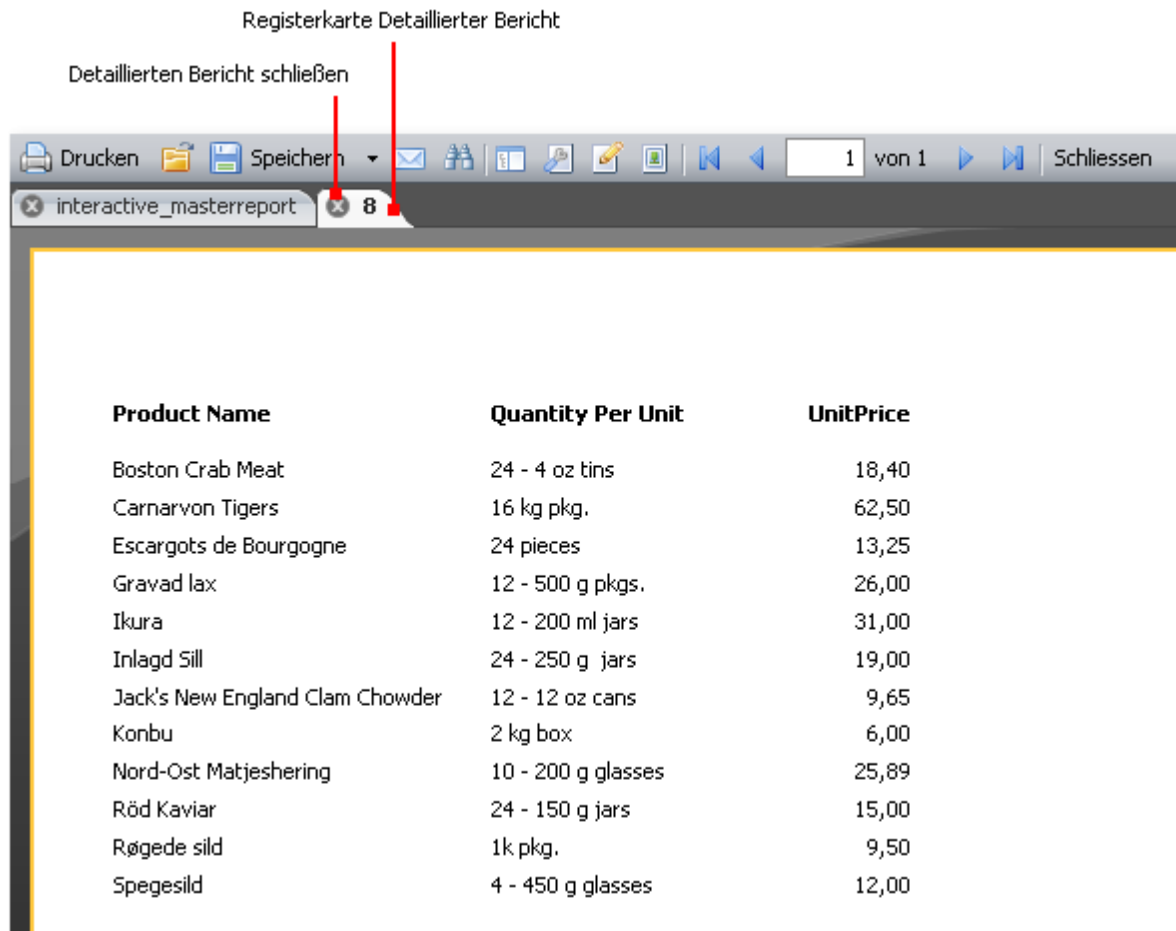 Registerkarte Detaillierter Bericht
Detaillierten Bericht schließen
Drucken Speichern 1 von 1 Schliessen
interactive_masterreport 8
Product Name Quantity Per Unit UnitPrice
Boston Crab Meat 24 - 4 oz tins 18,40
Carnarvon Tigers 16 kg pkg. 62,50
Escargots de Bourgogne 24 pieces 13,25
Gravad lax 12 - 500 g pkgs. 26,00
Ikura 12 - 200 ml jars 31,00
Inlagd Sill 24 - 250 g  jars 19,00
Jack's New England Clam Chowder 12 - 12 oz cans 9,65
Konbu 2 kg box 6,00
Nord-Ost Matjeshering 10 - 200 g glasses 25,89
Röd Kaviar 24 - 150 g jars 15,00
Røgede sild 1k pkg. 9,50
Spegesild 4 - 450 g glasses 12,00